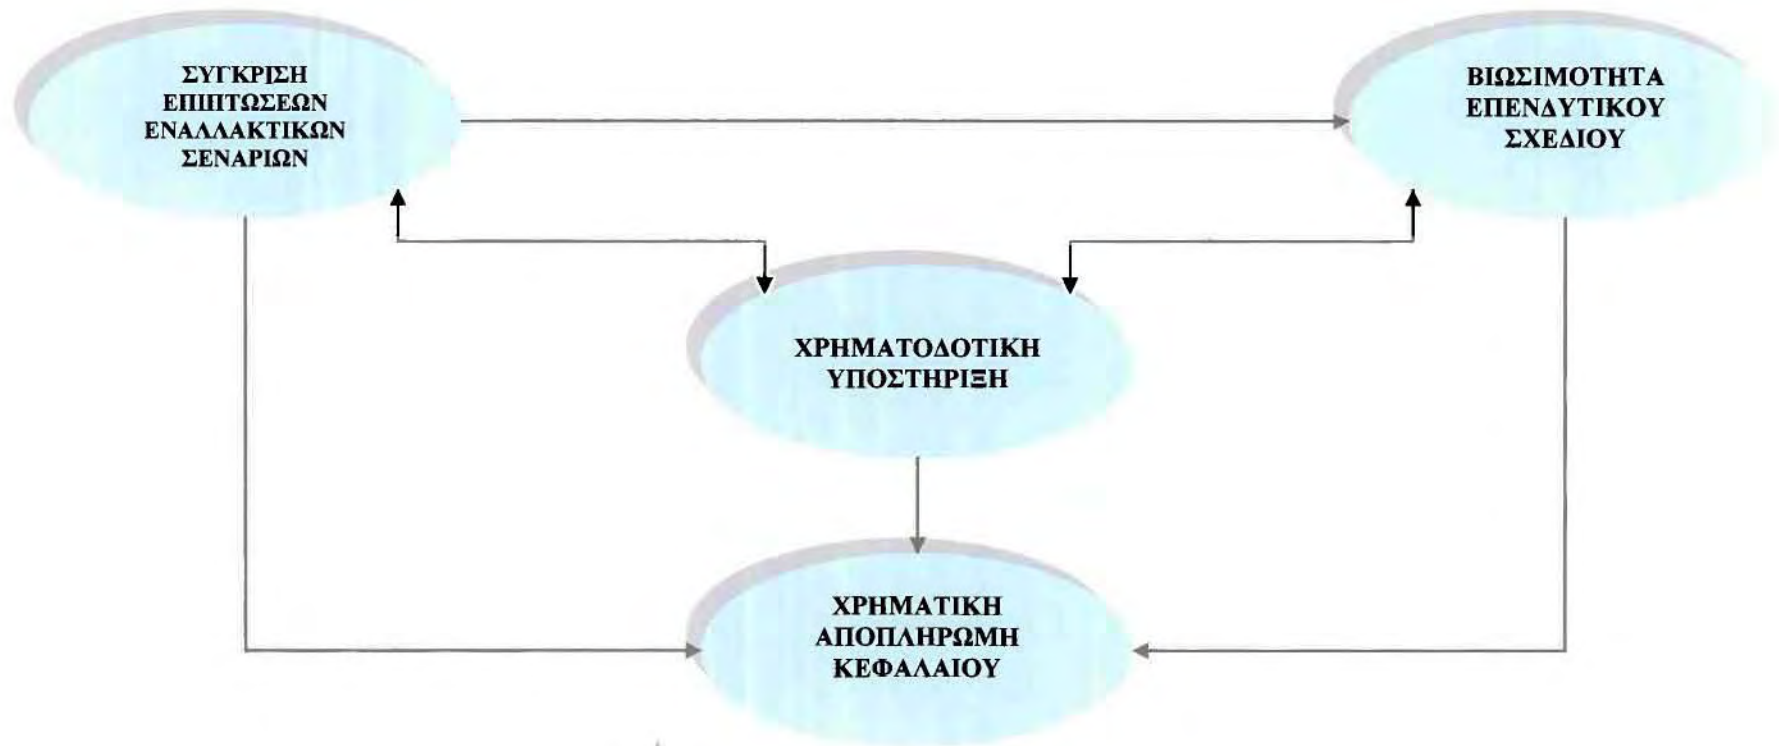 ΣΥΓΚΡΙΣΗ
ΕΠΙΠΤΩΣΕΩΝ
ΕΝΑΛΛΑΚΤΙΚΩΝ
ΣΕΝΑΡΙΩΝ
ΒΙΩΣΙΜΟΤΗΤΑ
ΕΠΕΝΔΥΤΙΚΟΥ
ΣΧΕΔΙΟΥ
ΧΡΗΜΑΤΟΔΟΤΙΚΗ
ΥΠΟΣΤΗΡΙΞΗ
ΧΡΗΜΑΤΙΚΗ
ΑΠΟΠΛΗΡΩΜΗ
ΚΕΦΑΛΑΙΟΥ